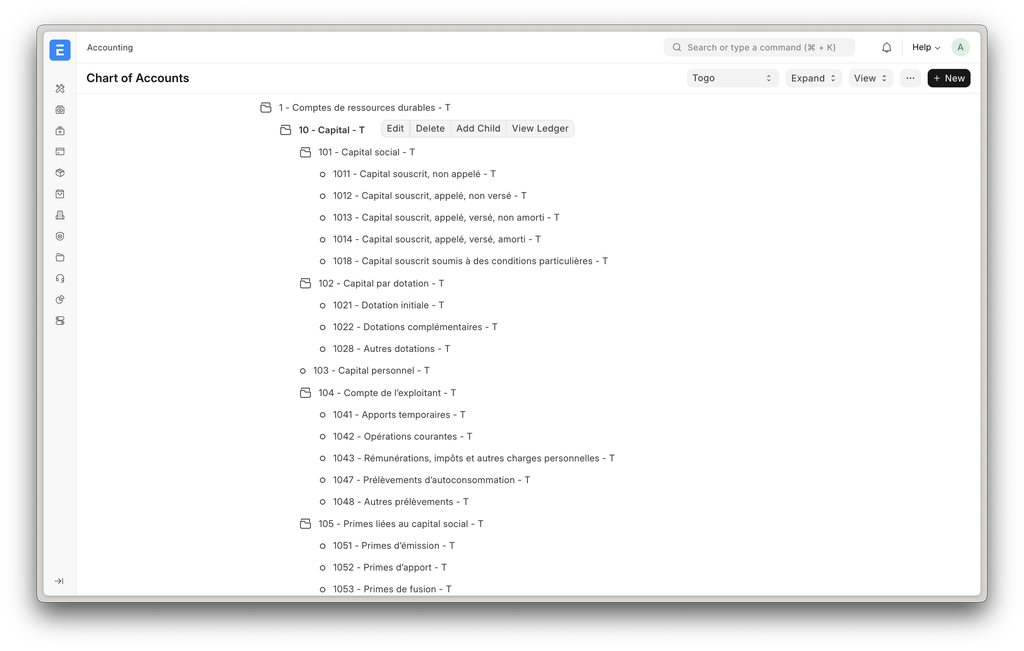 E
Accounting
Search or type a command (⌘ + K)
Help
A
Chart of Accounts
Togo
Expand
View
···
+ New
1 - Comptes de ressources durables - T
10 - Capital - T Edit Delete Add Child View Ledger
101 - Capital social - T
1011 - Capital souscrit, non appelé - T
1012 - Capital souscrit, appelé, non versé - T
1013 - Capital souscrit, appelé, versé, non amorti - T
1014 - Capital souscrit, appelé, versé, amorti - T
1018 - Capital souscrit soumis à des conditions particulières - T
102 - Capital par dotation - T
1021 - Dotation initiale - T
1022 - Dotations complémentaires - T
1028 - Autres dotations - T
103 - Capital personnel - T
104 - Compte de l’exploitant - T
1041 - Apports temporaires - T
1042 - Opérations courantes - T
1043 - Rémunérations, impôts et autres charges personnelles - T
1047 - Prélèvements d’autoconsommation - T
1048 - Autres prélèvements - T
105 - Primes liées au capital social - T
1051 - Primes d’émission - T
1052 - Primes d’apport - T
1053 - Primes de fusion - T